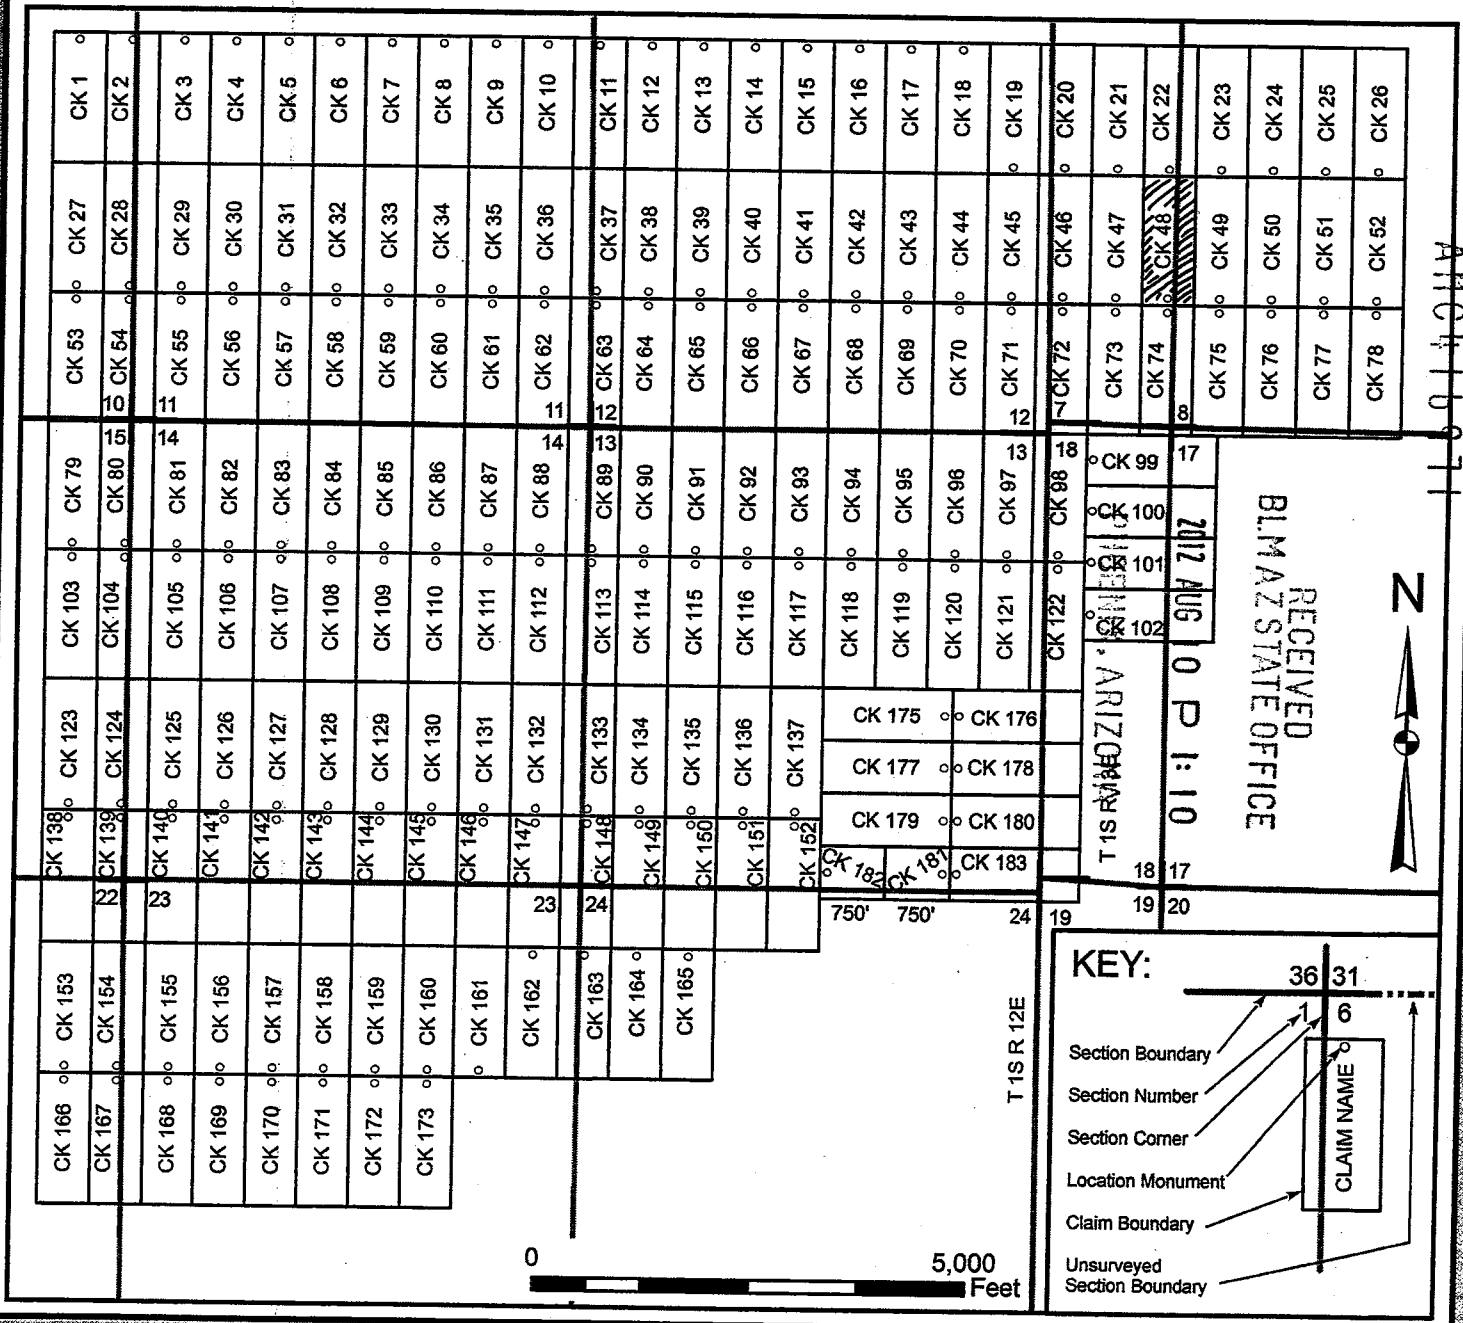 CK 1 CK 2 CK 3 CK 4 CK 5 CK 6 CK 7 CK 8 CK 9 CK 10 CK 11 CK 12 CK 13 CK 14 CK 15 CK 16 CK 17 CK 18 CK 19 CK 20 CK 21 CK 22 CK 23 CK 24 CK 25 CK 26
CK 27 CK 28 CK 29 CK 30 CK 31 CK 32 CK 33 CK 34 CK 35 CK 36 CK 37 CK 38 CK 39 CK 40 CK 41 CK 42 CK 43 CK 44 CK 45 CK 46 CK 47 CK 48 CK 49 CK 50 CK 51 CK 52
CK 53 CK 54 CK 55 CK 56 CK 57 CK 58 CK 59 CK 60 CK 61 CK 62 CK 63 CK 64 CK 65 CK 66 CK 67 CK 68 CK 69 CK 70 CK 71 CK 72 CK 73 CK 74 CK 75 CK 76 CK 77 CK 78
10 11 11 12 12 7 8
15 14 14 13 13 18 17
CK 79 CK 80 CK 81 CK 82 CK 83 CK 84 CK 85 CK 86 CK 87 CK 88 CK 89 CK 90 CK 91 CK 92 CK 93 CK 94 CK 95 CK 96 CK 97 CK 98
CK 99
CK 100
CK 101
CK 102
CK 103 CK 104 CK 105 CK 106 CK 107 CK 108 CK 109 CK 110 CK 111 CK 112 CK 113 CK 114 CK 115 CK 116 CK 117 CK 118 CK 119 CK 120 CK 121 CK 122
CK 123 CK 124 CK 125 CK 126 CK 127 CK 128 CK 129 CK 130 CK 131 CK 132 CK 133 CK 134 CK 135 CK 136 CK 137
CK 175 CK 176
CK 177 CK 178
CK 179 CK 180
CK 182 CK 181 CK 183
CK 138 CK 139 CK 140 CK 141 CK 142 CK 143 CK 144 CK 145 CK 146 CK 147 CK 148 CK 149 CK 150 CK 151 CK 152
18 17
22 23 23 24 750' 750' 24 19 19 20
CK 153 CK 154 CK 155 CK 156 CK 157 CK 158 CK 159 CK 160 CK 161 CK 162 CK 163 CK 164 CK 165
CK 166 CK 167 CK 168 CK 169 CK 170 CK 171 CK 172 CK 173
T 1S R 12E
T 1S R 13E
RECEIVED
BLM AZ STATE OFFICE
2012 AUG 10 P 1:10
ARIZONA
N
0 5,000
Feet
KEY:
36 31
1 6
Section Boundary
Section Number
Section Corner
Location Monument
Claim Boundary
Unsurveyed
Section Boundary
CLAIM NAME